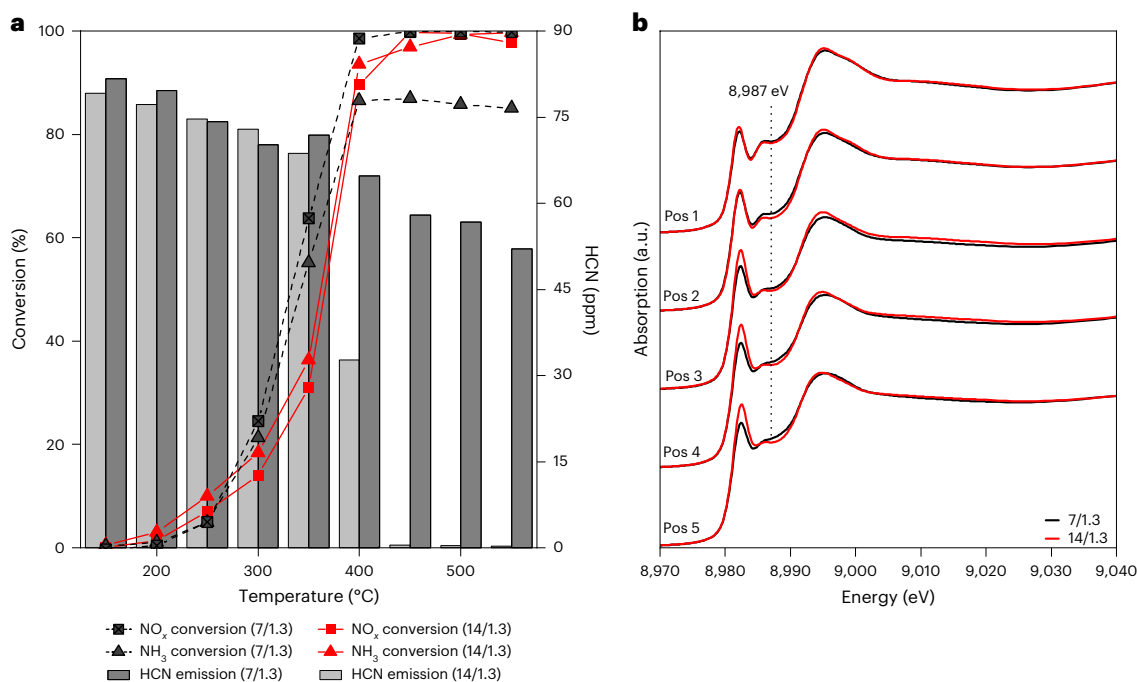 a
100
80
60
40
20
0
Conversion (%)
90
75
60
45
30
15
0
HCN (ppm)
200
300
400
500
Temperature (°C)
NOx conversion (7/1.3)
NOx conversion (14/1.3)
NH3 conversion (7/1.3)
NH3 conversion (14/1.3)
HCN emission (7/1.3)
HCN emission (14/1.3)
b
8,987 eV
Absorption (a.u.)
Pos 1
Pos 2
Pos 3
Pos 4
Pos 5
7/1.3
14/1.3
8,970
8,980
8,990
9,000
9,010
9,020
9,030
9,040
Energy (eV)